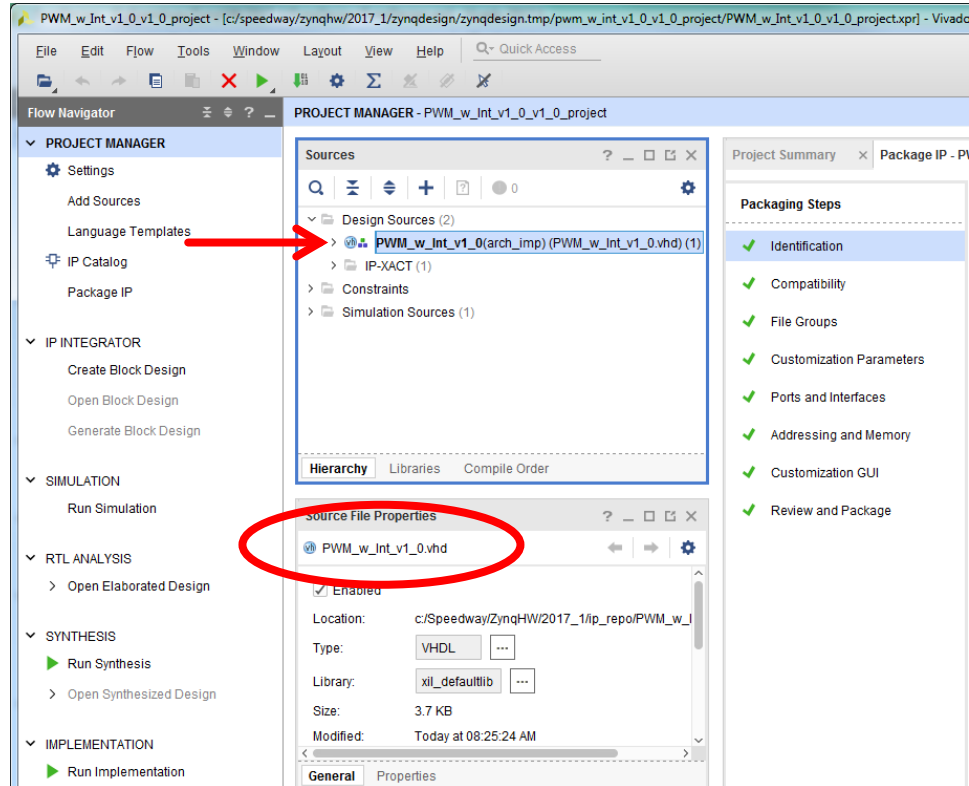 PWM_w_Int_v1_0_v1_0_project - [c:/speedway/zynqhw/2017_1/zynqdesign/zynqdesign.tmp/pwm_w_int_v1_0_v1_0_project/PWM_w_Int_v1_0_v1_0_project.xpr] - Vivado
File Edit Flow Tools Window Layout View Help Quick Access
Flow Navigator
PROJECT MANAGER
Settings
Add Sources
Language Templates
IP Catalog
Package IP
IP INTEGRATOR
Create Block Design
Open Block Design
Generate Block Design
SIMULATION
Run Simulation
RTL ANALYSIS
Open Elaborated Design
SYNTHESIS
Run Synthesis
Open Synthesized Design
IMPLEMENTATION
Run Implementation
PROJECT MANAGER - PWM_w_Int_v1_0_v1_0_project
Sources
0
Design Sources (2)
PWM_w_Int_v1_0(arch_imp) (PWM_w_Int_v1_0.vhd) (1)
IP-XACT (1)
Constraints
Simulation Sources (1)
Hierarchy Libraries Compile Order
Source File Properties
PWM_w_Int_v1_0.vhd
Enabled
Location: c:/Speedway/ZynqHW/2017_1/ip_repo/PWM_w_I
Type: VHDL
Library: xil_defaultlib
Size: 3.7 KB
Modified: Today at 08:25:24 AM
General Properties
Project Summary Package IP - PW
Packaging Steps
Identification
Compatibility
File Groups
Customization Parameters
Ports and Interfaces
Addressing and Memory
Customization GUI
Review and Package